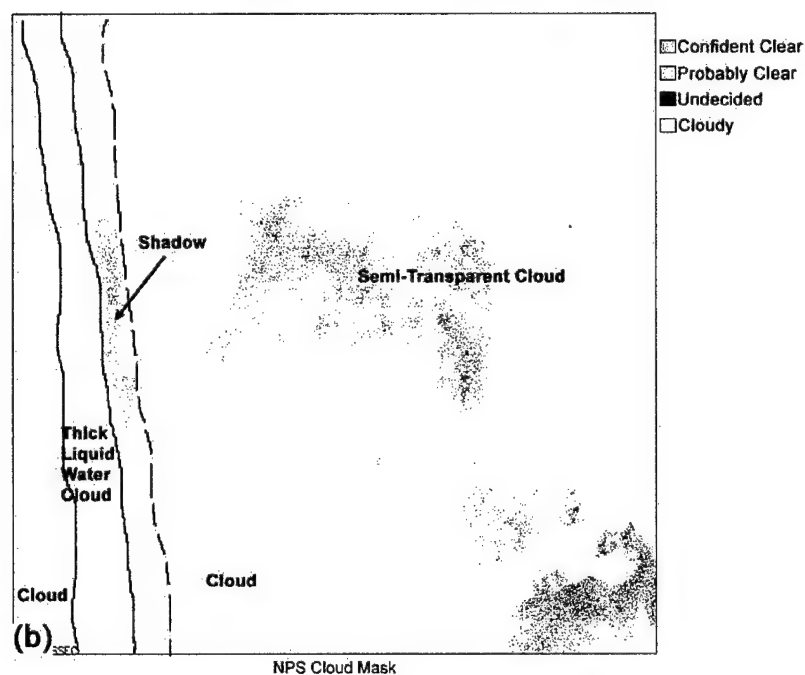 Confident Clear
Probably Clear
Undecided
Cloudy
Shadow
Semi-Transparent Cloud
Thick
Liquid
Water
Cloud
Cloud
Cloud
(b)
SSEC
NPS Cloud Mask